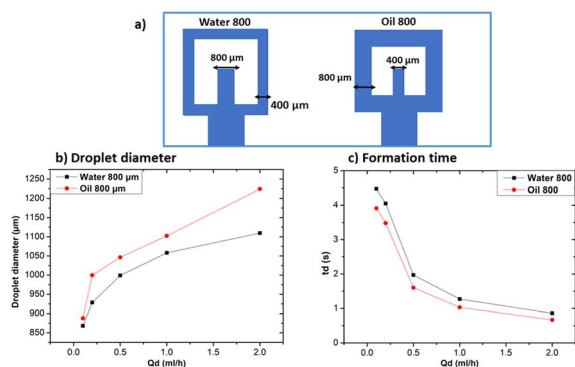 a)
Water 800
Oil 800
800 µm
400 µm
800 µm
400 µm
b) Droplet diameter
Water 800 µm
Oil 800 µm
Droplet diameter (µm)
1250
1200
1150
1100
1050
1000
950
900
850
0.0 0.5 1.0 1.5 2.0
Qd (ml/h)
c) Formation time
Water 800
Oil 800
td (s)
5
4
3
2
1
0
0.0 0.5 1.0 1.5 2.0
Qd (ml/h)